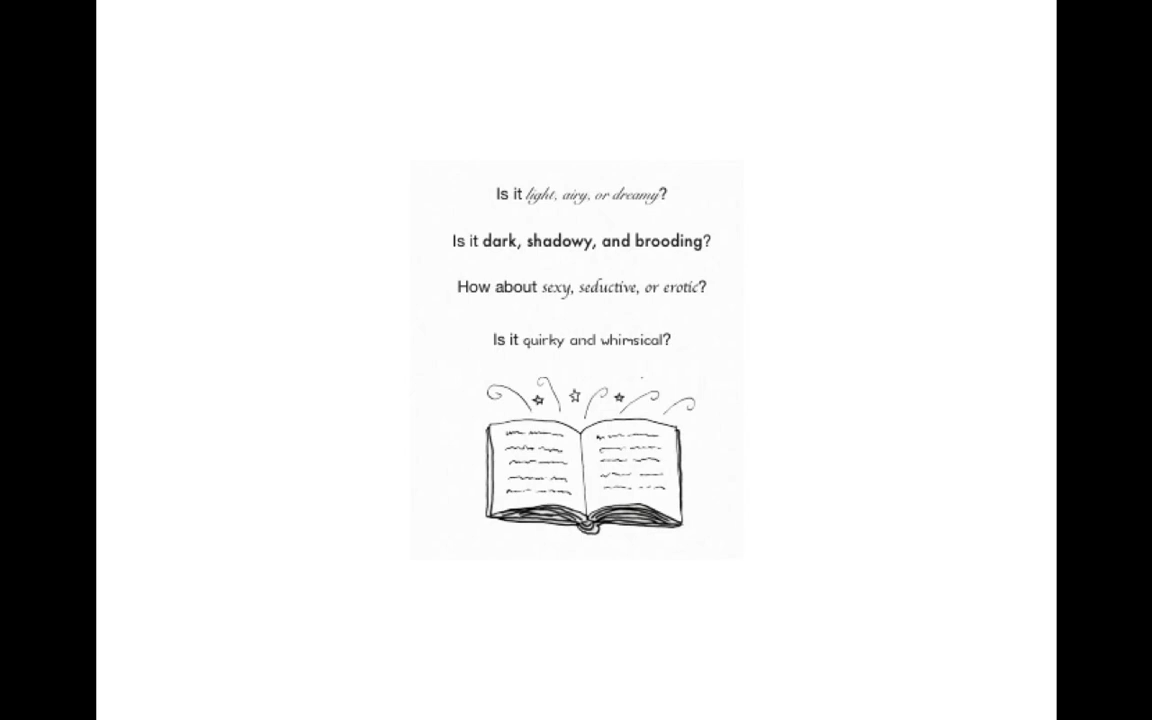 Is it light, airy, or dreamy?
Is it dark, shadowy, and brooding?
How about sexy, seductive, or erotic?
Is it quirky and whimsical?